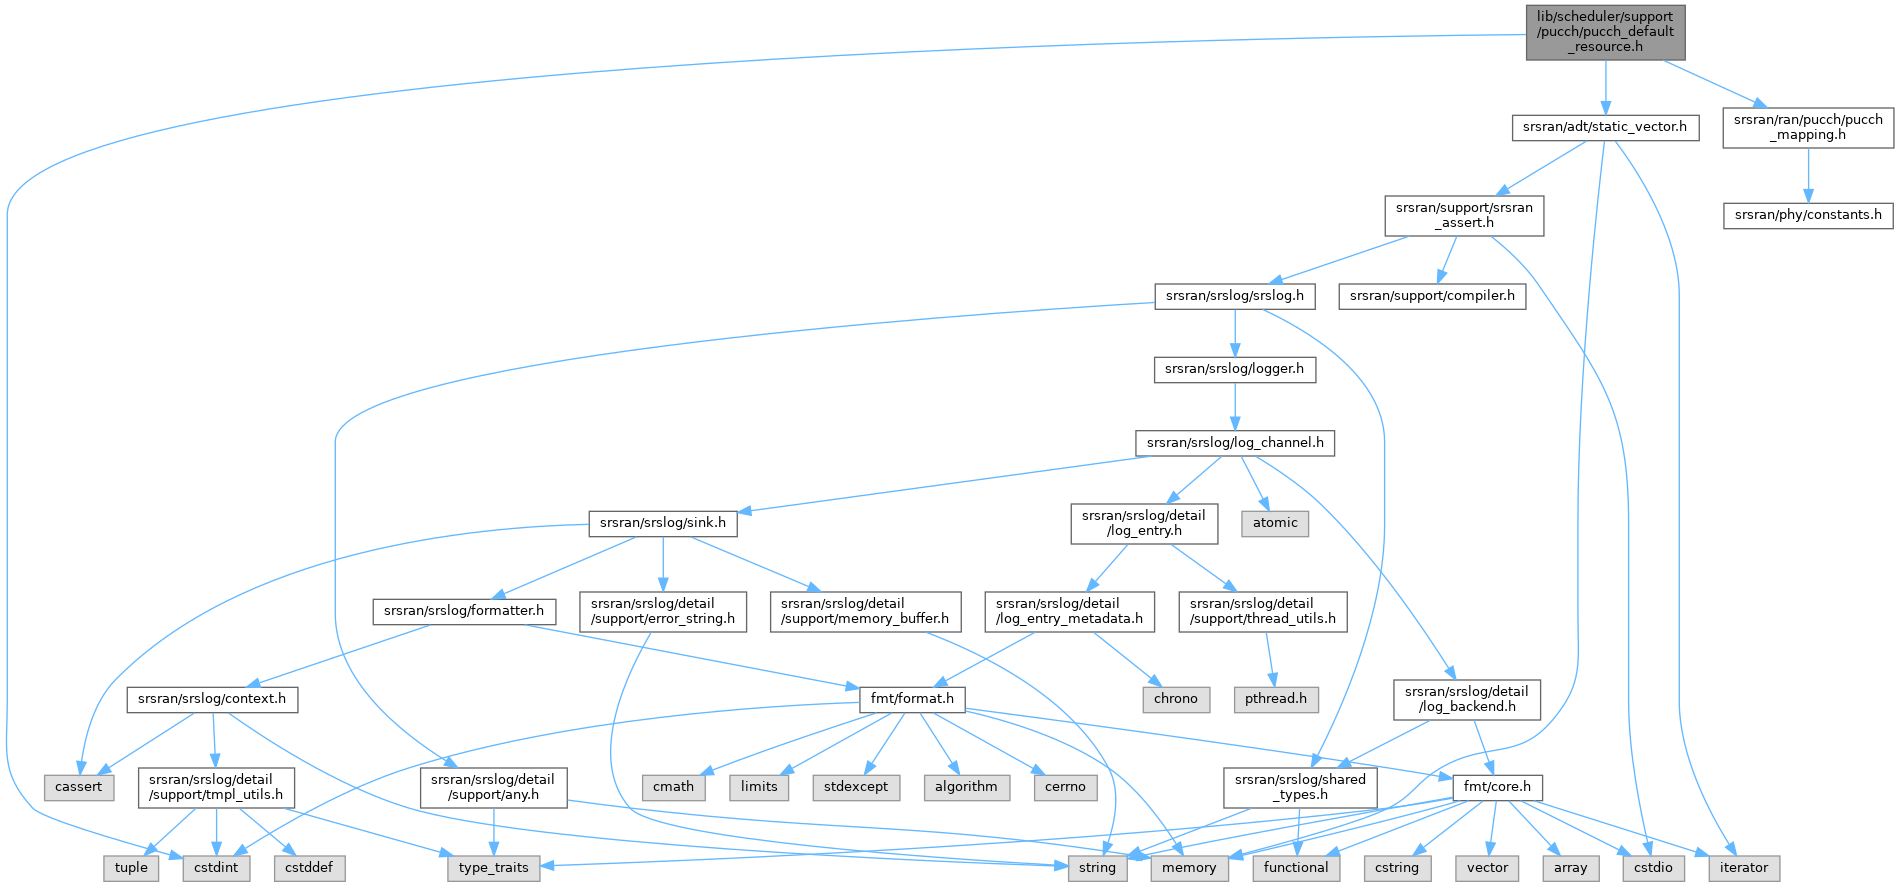 lib/scheduler/support
/pucch/pucch_default
_resource.h
srsran/adt/static_vector.h
srsran/ran/pucch/pucch
_mapping.h
srsran/support/srsran
_assert.h
srsran/phy/constants.h
srsran/srslog/srslog.h
srsran/support/compiler.h
srsran/srslog/logger.h
srsran/srslog/log_channel.h
srsran/srslog/sink.h
srsran/srslog/detail
/log_entry.h
atomic
srsran/srslog/formatter.h
srsran/srslog/detail
/support/error_string.h
srsran/srslog/detail
/support/memory_buffer.h
srsran/srslog/detail
/log_entry_metadata.h
srsran/srslog/detail
/support/thread_utils.h
srsran/srslog/context.h
fmt/format.h
chrono
pthread.h
srsran/srslog/detail
/log_backend.h
cassert
srsran/srslog/detail
/support/tmpl_utils.h
srsran/srslog/detail
/support/any.h
cmath
limits
stdexcept
algorithm
cerrno
srsran/srslog/shared
_types.h
fmt/core.h
tuple
cstdint
cstddef
type_traits
string
memory
functional
cstring
vector
array
cstdio
iterator